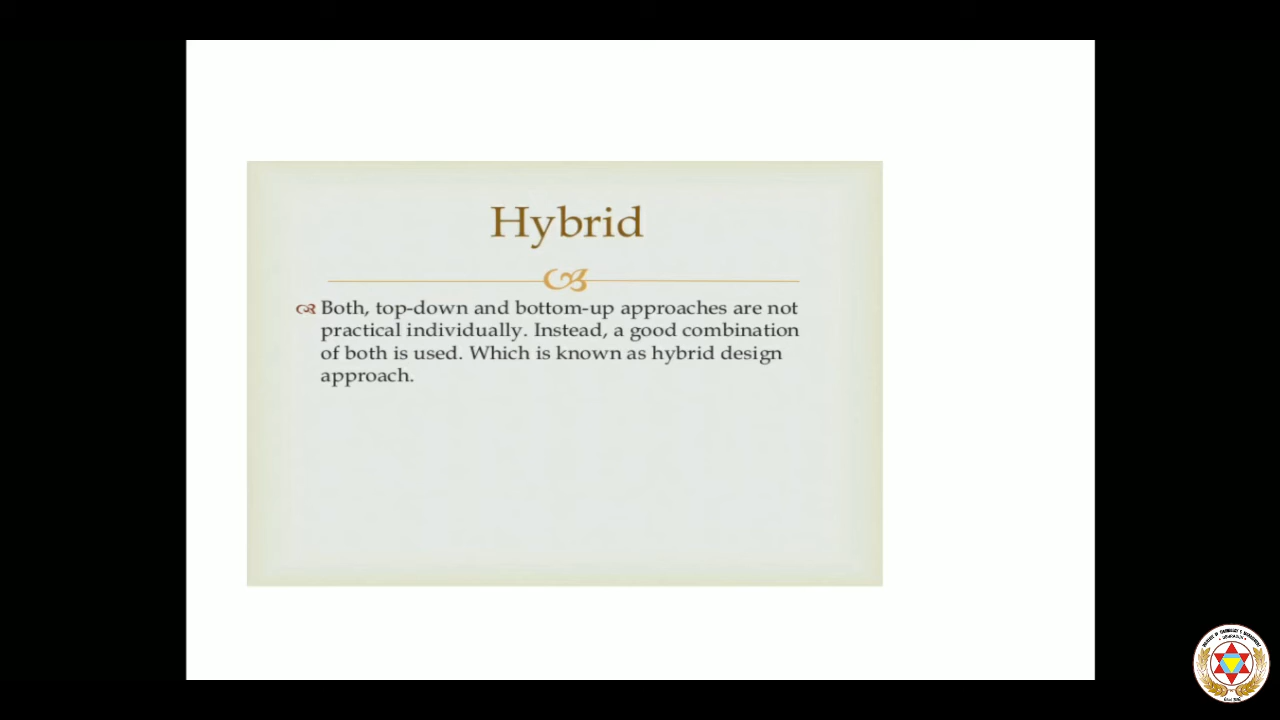 Hybrid
Both, top-down and bottom-up approaches are not
practical individually. Instead, a good combination
of both is used. Which is known as hybrid design
approach.